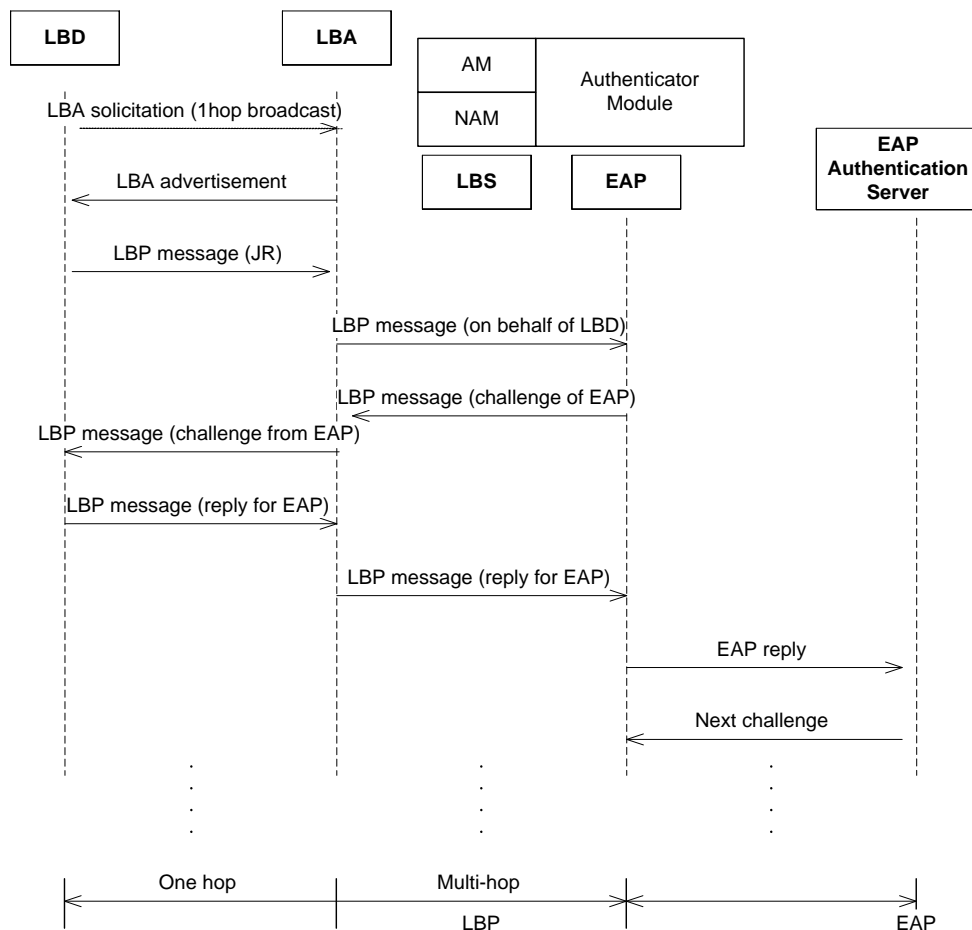 LBD
LBA
AM
Authenticator
Module
NAM
LBS
EAP
EAP
Authentication
Server
LBA solicitation (1hop broadcast)
LBA advertisement
LBP message (JR)
LBP message (on behalf of LBD)
LBP message (challenge of EAP)
LBP message (challenge from EAP)
LBP message (reply for EAP)
LBP message (reply for EAP)
EAP reply
Next challenge
One hop
Multi-hop
LBP
EAP